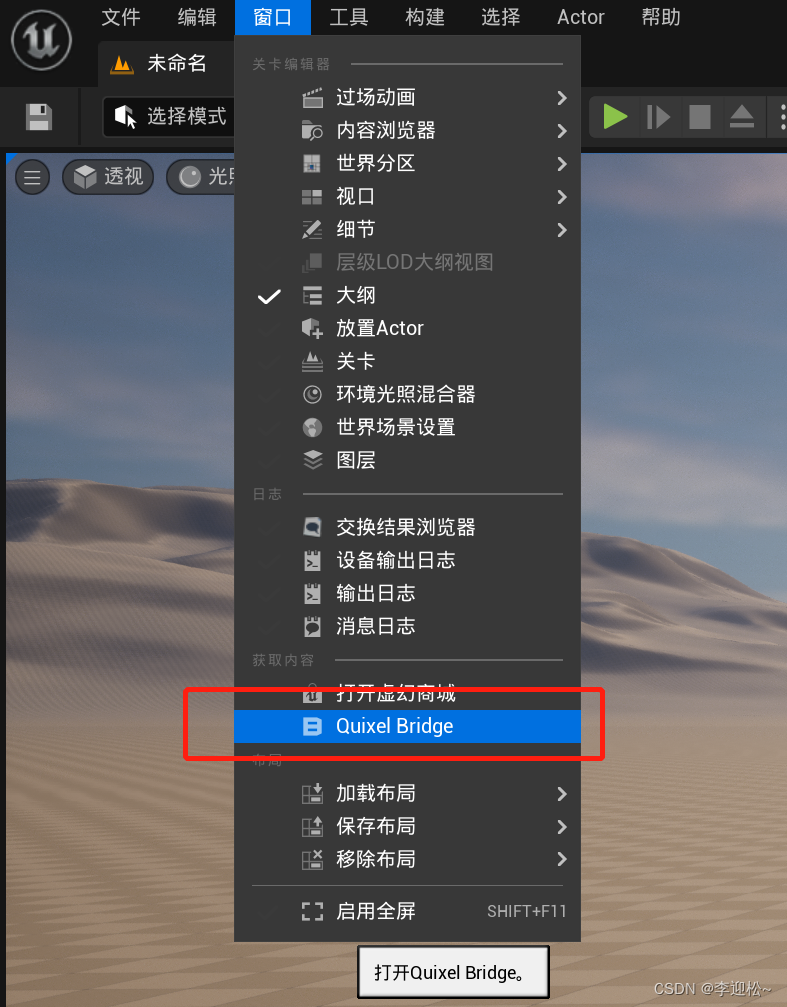 文件 编辑 窗口 工具 构建 选择 Actor 帮助
未命名
选择模式
透视 光照
关卡编辑器
过场动画
内容浏览器
世界分区
视口
细节
层级LOD大纲视图
大纲
放置Actor
关卡
环境光照混合器
世界场景设置
图层
日志
交换结果浏览器
设备输出日志
输出日志
消息日志
获取内容
打开虚幻商城
Quixel Bridge
布局
加载布局
保存布局
移除布局
启用全屏 SHIFT+F11
打开Quixel Bridge。
CSDN @李迎松~